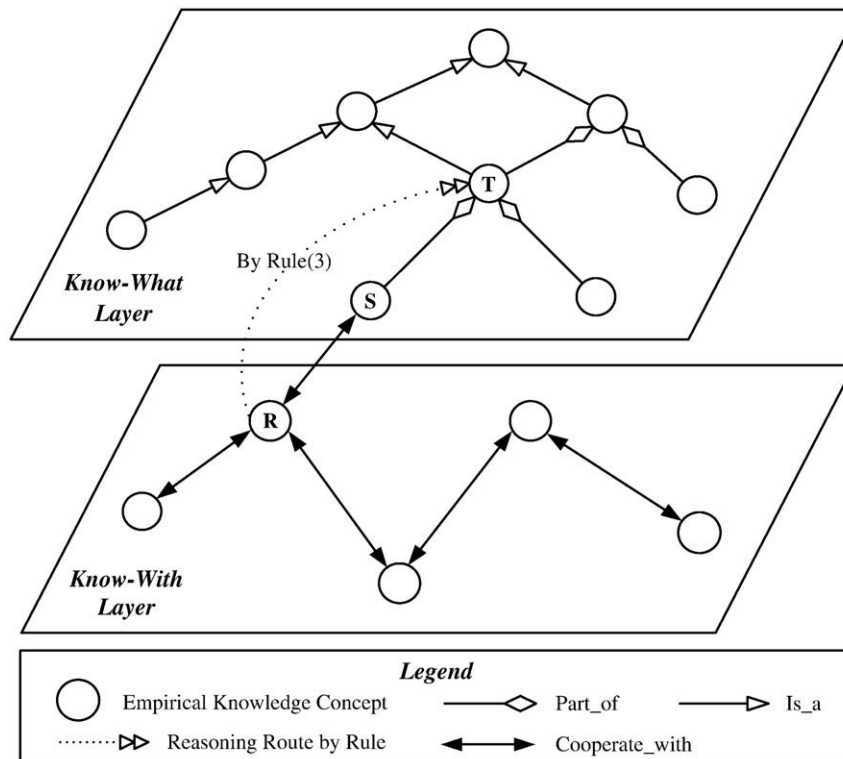 T
By Rule(3)
Know-What
Layer
S
R
Know-With
Layer
Legend
Empirical Knowledge Concept
Part_of
Is_a
Reasoning Route by Rule
Cooperate_with